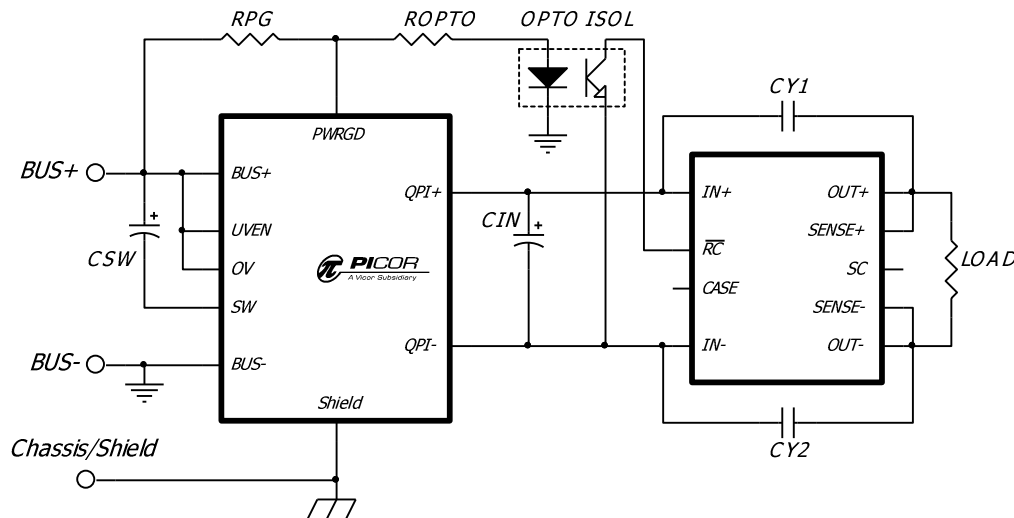 RPG
ROPTO
OPTO ISOL
CY1
PWRGD
BUS+
BUS+
QPI+
IN+
OUT+
+
CSW
UVEN
CIN
+
RC
SENSE+
LOAD
OV
PICOR
A Vicor Subsidiary
SC
CASE
SW
SENSE-
BUS-
BUS-
QPI-
IN-
OUT-
Shield
Chassis/Shield
CY2